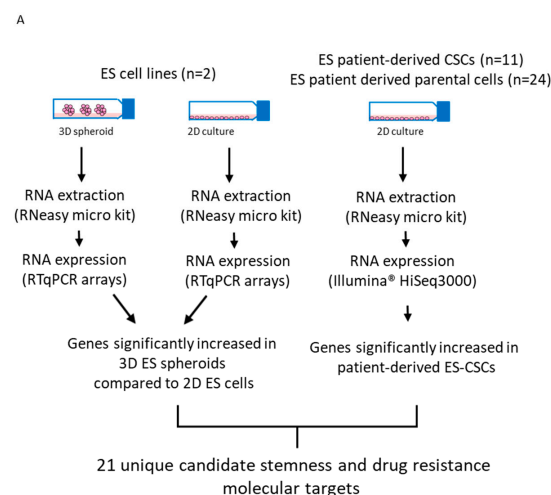 A
ES cell lines (n=2)
ES patient-derived CSCs (n=11)
ES patient derived parental cells (n=24)
3D spheroid
2D culture
2D culture
RNA extraction
(RNeasy micro kit)
RNA extraction
(RNeasy micro kit)
RNA extraction
(RNeasy micro kit)
RNA expression
(RTqPCR arrays)
RNA expression
(RTqPCR arrays)
RNA expression
(Illumina® HiSeq3000)
Genes significantly increased in
3D ES spheroids
compared to 2D ES cells
Genes significantly increased in
patient-derived ES-CSCs
21 unique candidate stemness and drug resistance
molecular targets